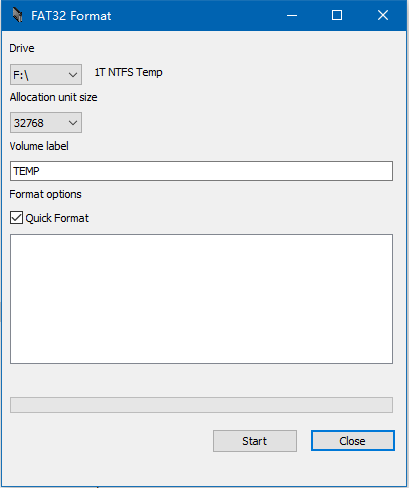 FAT32 Format
Drive
F:\ 1T NTFS Temp
Allocation unit size
32768
Volume label
TEMP
Format options
Quick Format
Start Close